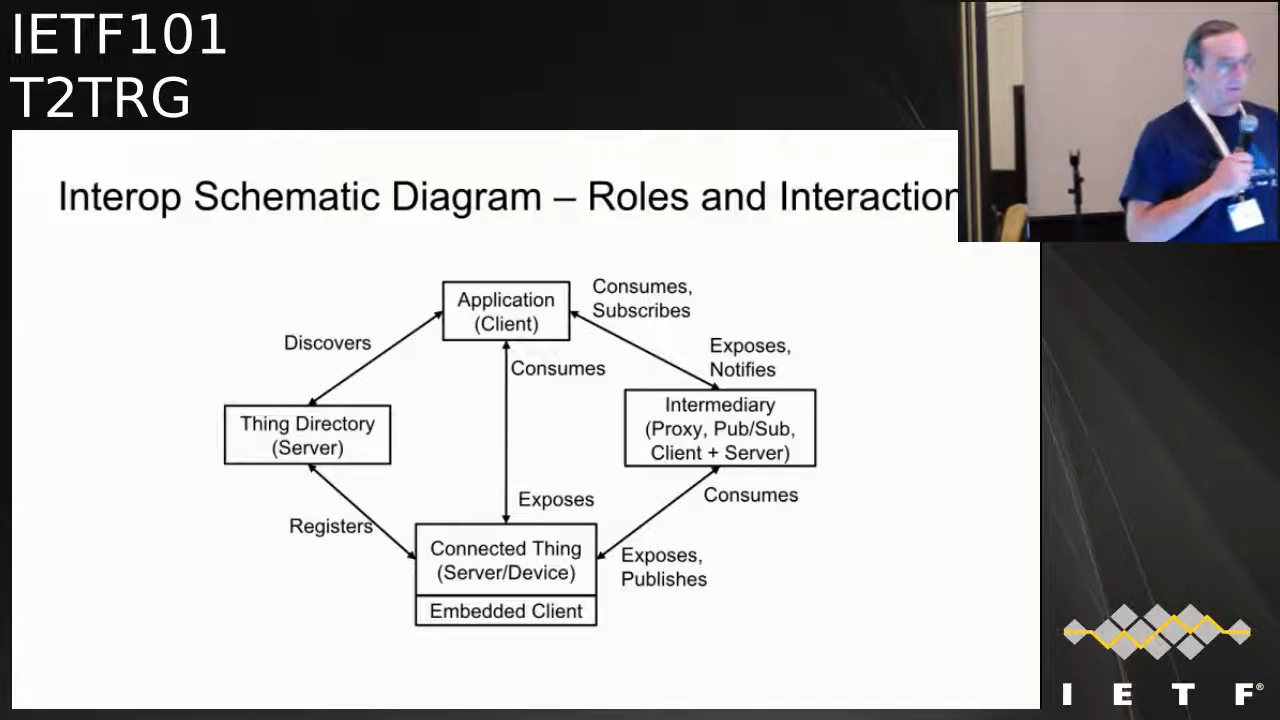 IETF101
T2TRG
Interop Schematic Diagram – Roles and Interaction
Application
(Client)
Consumes,
Subscribes
Discovers
Exposes,
Notifies
Consumes
Thing Directory
(Server)
Intermediary
(Proxy, Pub/Sub,
Client + Server)
Consumes
Exposes
Registers
Connected Thing
(Server/Device)
Exposes,
Publishes
Embedded Client
I E T F®